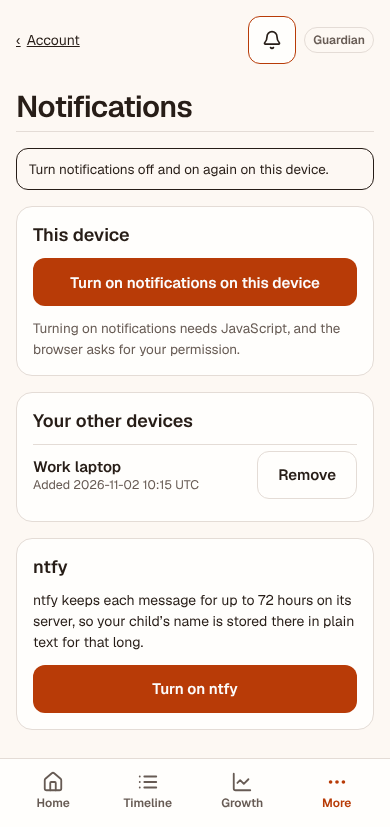 ‹ Account
Guardian
Notifications
Turn notifications off and on again on this device.
This device
Turn on notifications on this device
Turning on notifications needs JavaScript, and the
browser asks for your permission.
Your other devices
Work laptop
Added 2026-11-02 10:15 UTC
Remove
ntfy
ntfy keeps each message for up to 72 hours on its
server, so your child’s name is stored there in plain
text for that long.
Turn on ntfy
Home
Timeline
Growth
More